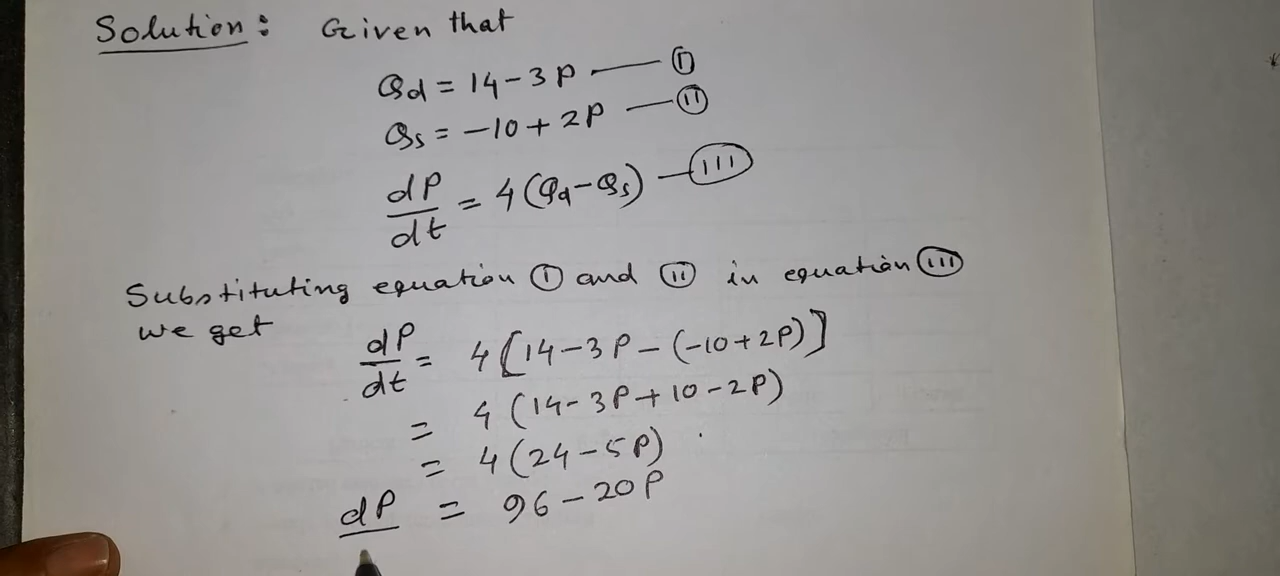 Solution: Given that
Qd = 14 - 3P — (I)
Qs = -10 + 2P — (II)
dP/dt = 4(Qd - Qs) — (III)
Substituting equation (I) and (II) in equation (III)
we get
dP/dt = 4[14 - 3P - (-10 + 2P)]
= 4(14 - 3P + 10 - 2P)
= 4(24 - 5P)
dP = 96 - 20P